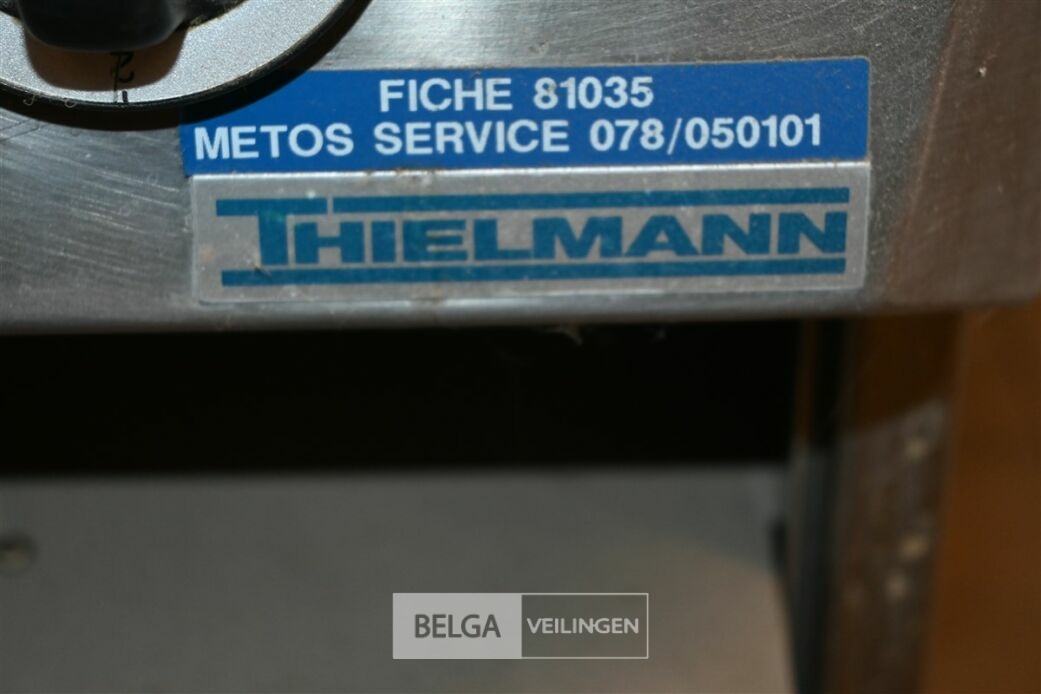 FICHE 81035
METOS SERVICE 078/050101
THIELMANN
BELGA VEILINGEN